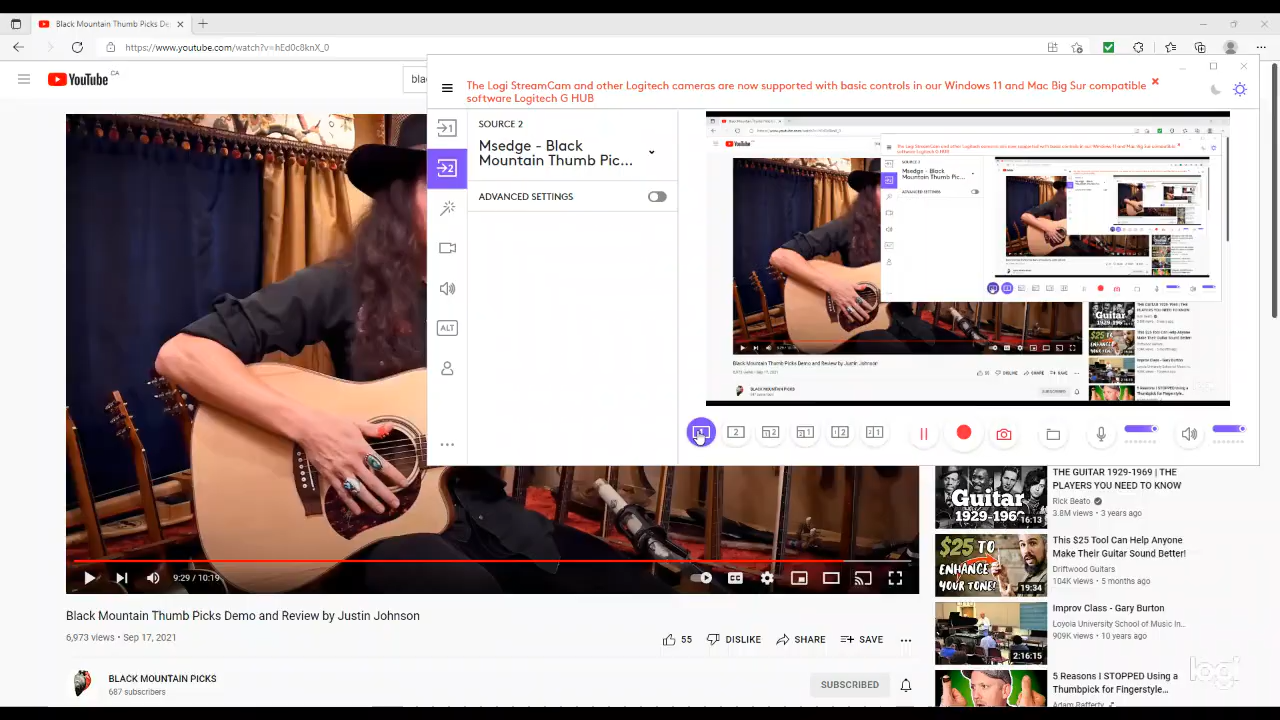 Black Mountain Thumb Picks De
https://www.youtube.com/watch?v=hEd0c8knX_0
YouTube CA
blac
The Logi StreamCam and other Logitech cameras are now supported with basic controls in our Windows 11 and Mac Big Sur compatible
software Logitech G HUB
SOURCE 2
Msedge - Black
Mountain Thumb Pic...
ADVANCED SETTINGS
ALT
1
2
9:29 / 10:19
CC
Black Mountain Thumb Picks Demo and Review by Justin Johnson
6,973 views • Sep 17, 2021
55
DISLIKE
SHARE
SAVE
BLACK MOUNTAIN PICKS
687 subscribers
SUBSCRIBED
Guitar
1929-1969
16:13
THE GUITAR 1929-1969 | THE
PLAYERS YOU NEED TO KNOW
Rick Beato
3.8M views • 3 years ago
$25 TO
ENHANCE
YOUR TONE!
19:34
This $25 Tool Can Help Anyone
Make Their Guitar Sound Better!
Driftwood Guitars
104K views • 5 months ago
2:16:15
Improv Class - Gary Burton
Loyola University School of Music In...
909K views • 10 years ago
5 Reasons I STOPPED Using a
Thumbpick for Fingerstyle...
Adam Rafferty
logi